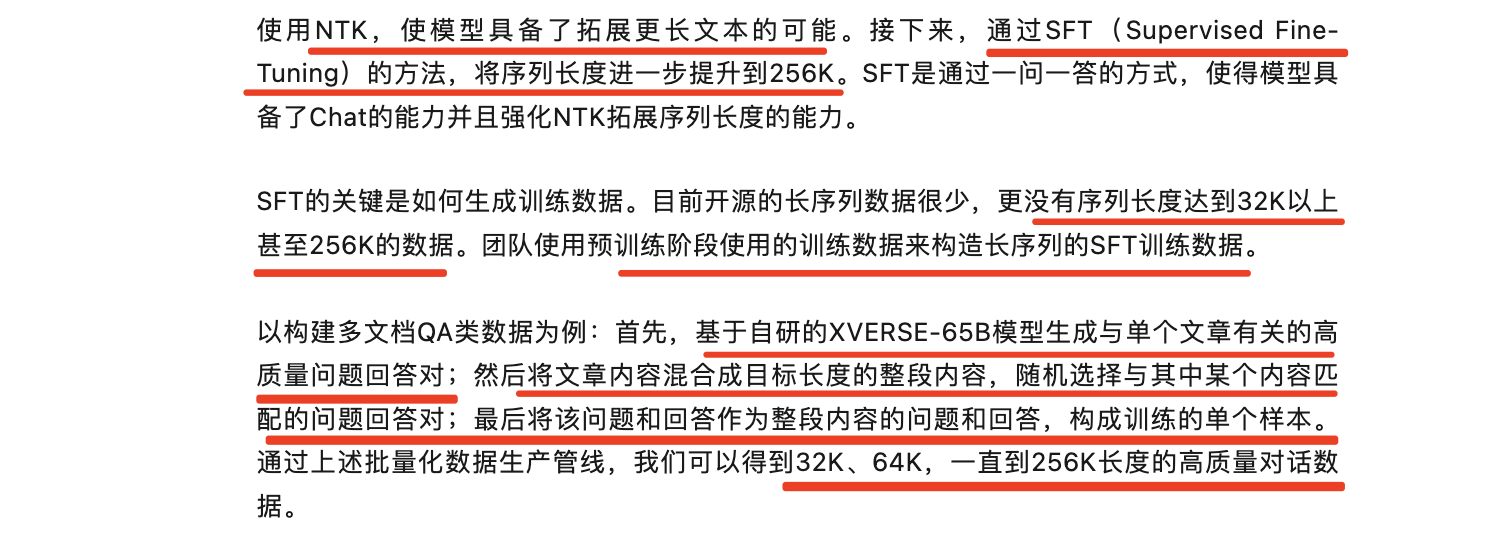 使用NTK，使模型具备了拓展更长文本的可能。接下来，通过SFT（Supervised Fine-
Tuning）的方法，将序列长度进一步提升到256K。SFT是通过一问一答的方式，使得模型具
备了Chat的能力并且强化NTK拓展序列长度的能力。
SFT的关键是如何生成训练数据。目前开源的长序列数据很少，更没有序列长度达到32K以上
甚至256K的数据。团队使用预训练阶段使用的训练数据来构造长序列的SFT训练数据。
以构建多文档QA类数据为例：首先，基于自研的XVERSE-65B模型生成与单个文章有关的高
质量问题回答对；然后将文章内容混合成目标长度的整段内容，随机选择与其中某个内容匹
配的问题回答对；最后将该问题和回答作为整段内容的问题和回答，构成训练的单个样本。
通过上述批量化数据生产管线，我们可以得到32K、64K，一直到256K长度的高质量对话数
据。